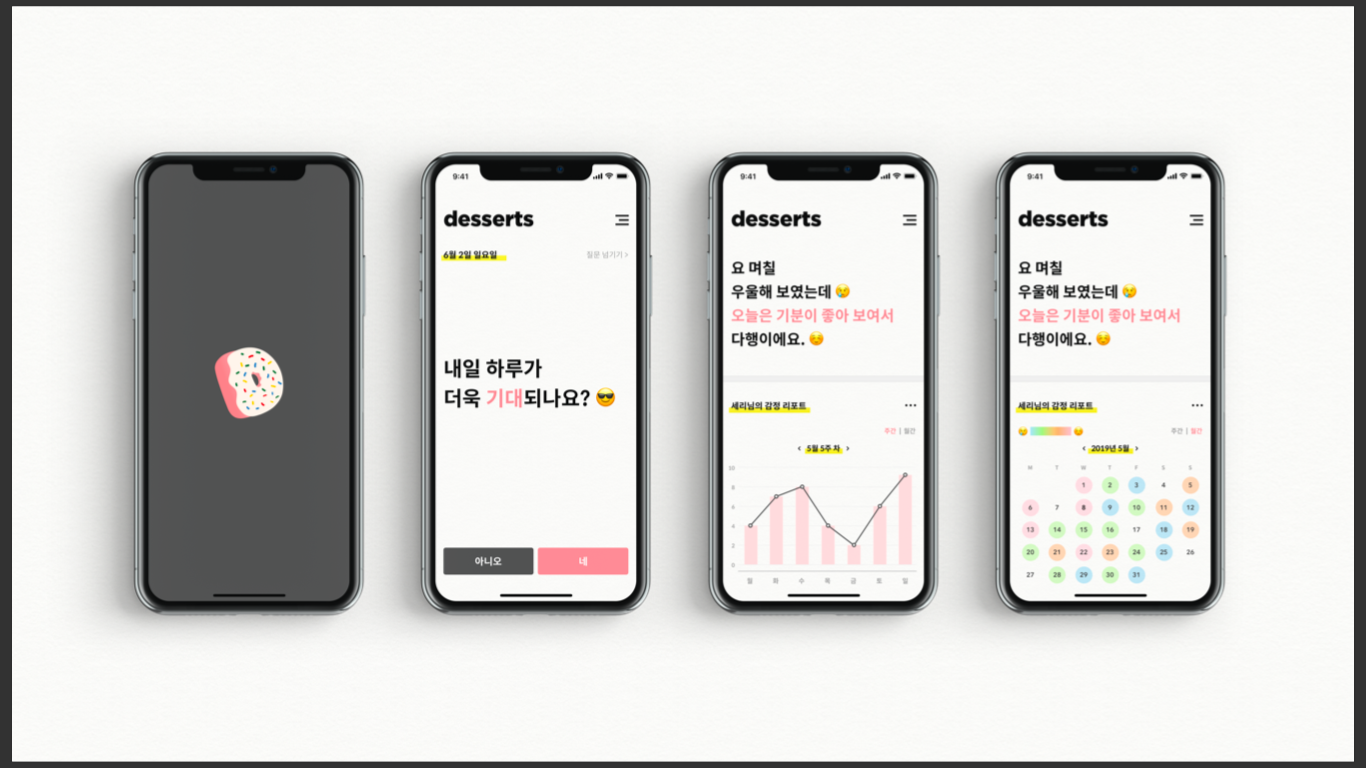 9:41
desserts
6월 2일 일요일
질문 넘기기 >
내일 하루가
더욱 기대되나요? 😎
아니오
네
9:41
desserts
요 며칠
우울해 보였는데 😢
오늘은 기분이 좋아 보여서
다행이에요. ☺️
세리님의 감정 리포트
주간 | 월간
< 5월 5주 차 >
10
8
6
4
2
0
월 화 수 목 금 토 일
9:41
desserts
요 며칠
우울해 보였는데 😢
오늘은 기분이 좋아 보여서
다행이에요. ☺️
세리님의 감정 리포트
주간 | 월간
< 2019년 5월 >
M T W T F S S
1 2 3 4 5
6 7 8 9 10 11 12
13 14 15 16 17 18 19
20 21 22 23 24 25 26
27 28 29 30 31